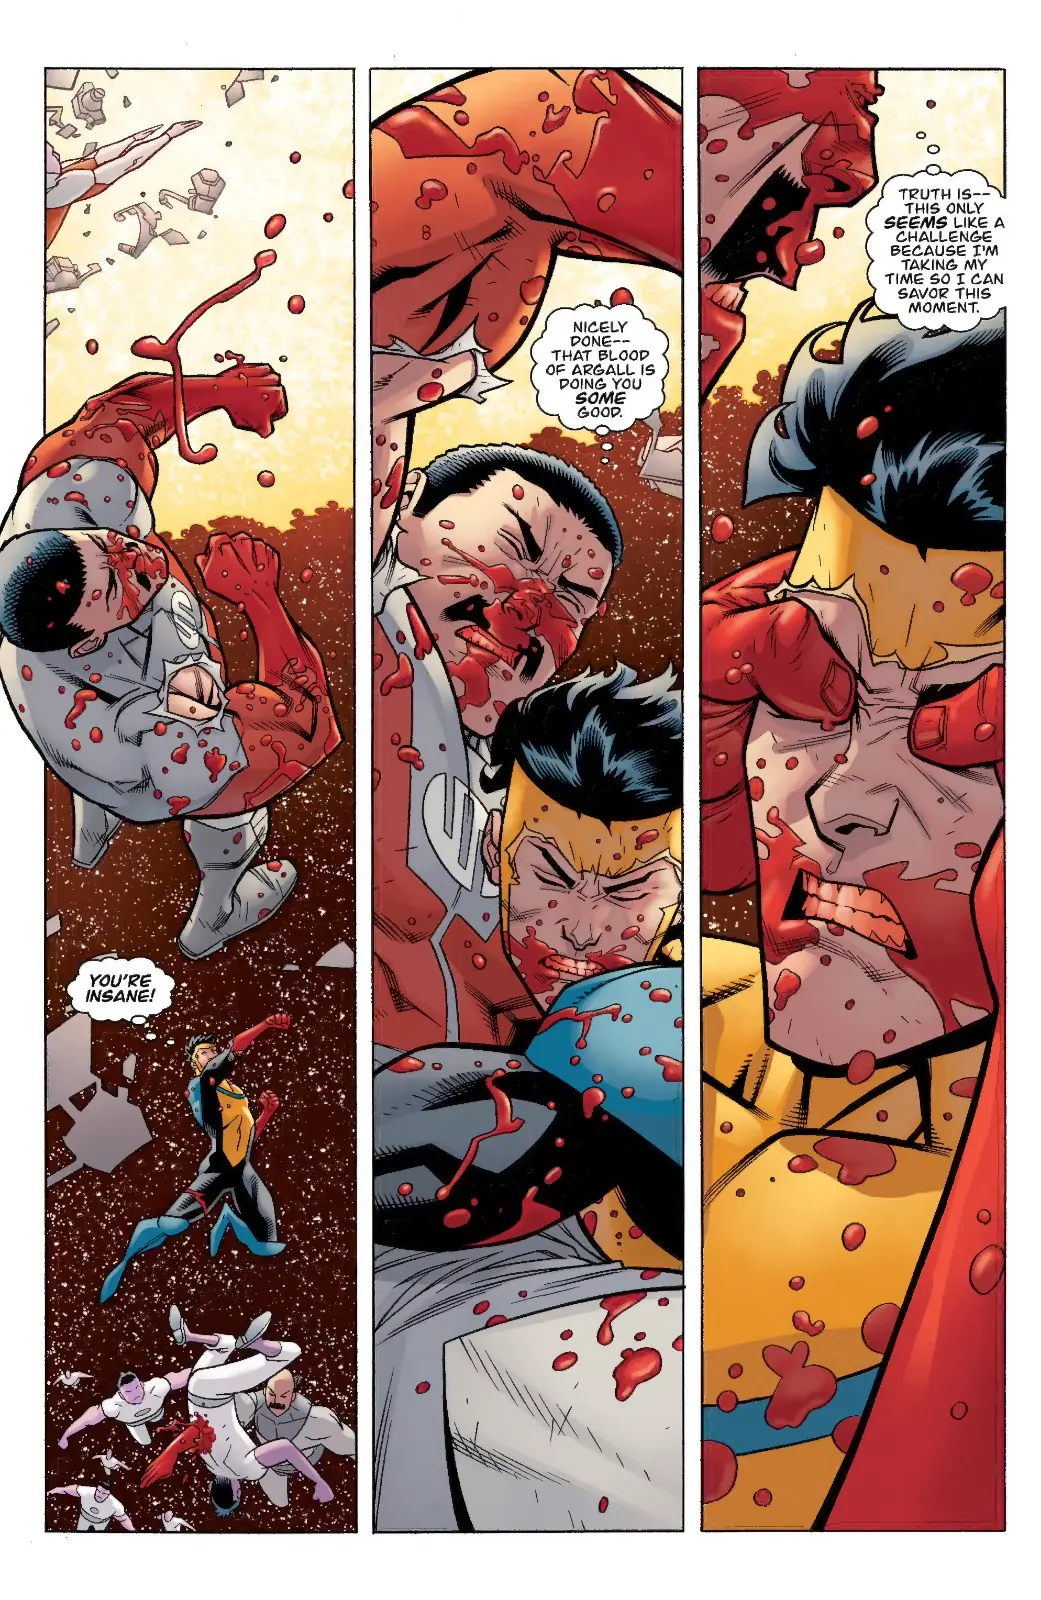 YOU'RE
INSANE!
NICELY
DONE--
THAT BLOOD
OF ARGALL IS
DOING YOU
SOME
GOOD.
TRUTH IS--
THIS ONLY
SEEMS LIKE A
CHALLENGE
BECAUSE I'M
TAKING MY
TIME SO I CAN
SAVOR THIS
MOMENT.